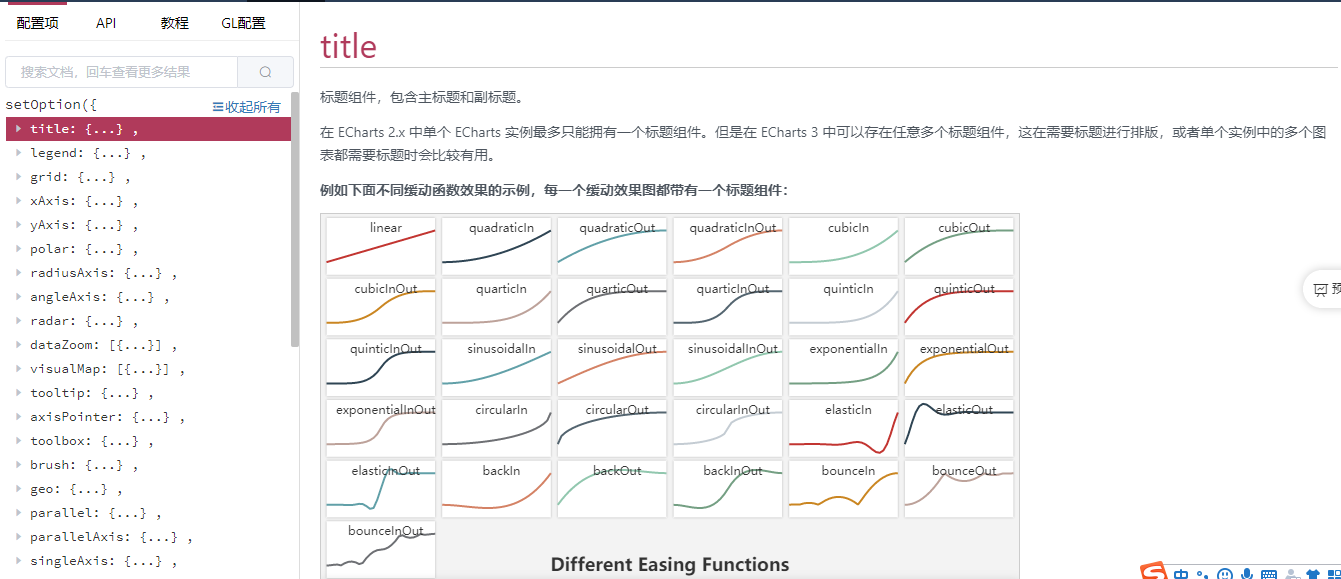 配置项 API 教程 GL配置
搜索文档，回车查看更多结果
setOption({ 收起所有
title: {...} ,
legend: {...} ,
grid: {...} ,
xAxis: {...} ,
yAxis: {...} ,
polar: {...} ,
radiusAxis: {...} ,
angleAxis: {...} ,
radar: {...} ,
dataZoom: [{...}] ,
visualMap: [{...}] ,
tooltip: {...} ,
axisPointer: {...} ,
toolbox: {...} ,
brush: {...} ,
geo: {...} ,
parallel: {...} ,
parallelAxis: {...} ,
singleAxis: {...} ,
title
标题组件，包含主标题和副标题。
在 ECharts 2.x 中单个 ECharts 实例最多只能拥有一个标题组件。但是在 ECharts 3 中可以存在任意多个标题组件，这在需要标题进行排版，或者单个实例中的多个图
表都需要标题时会比较有用。
例如下面不同缓动函数效果的示例，每一个缓动效果图都带有一个标题组件：
linear quadraticIn quadraticOut quadraticInOut cubicIn cubicOut
cubicInOut quarticIn quarticOut quarticInOut quinticIn quinticOut
quinticInOut sinusoidalIn sinusoidalOut sinusoidalInOut exponentialIn exponentialOut
exponentialInOut circularIn circularOut circularInOut elasticIn elasticOut
elasticInOut backIn backOut backInOut bounceIn bounceOut
bounceInOut
Different Easing Functions
预
中